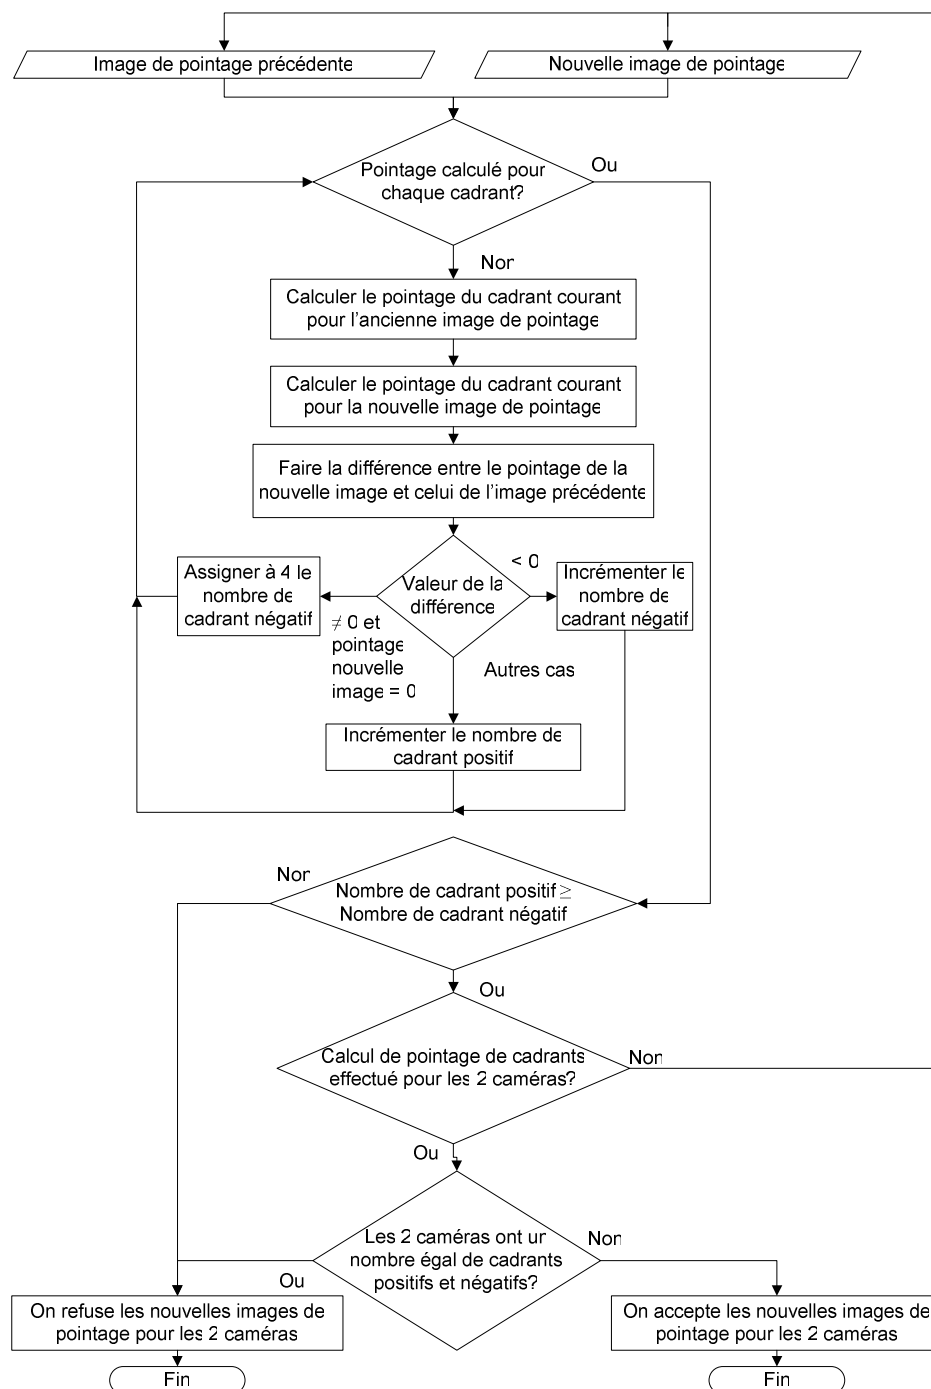 Image de pointage précédente
Nouvelle image de pointage
Pointage calculé pour
chaque cadrant?
Ou
Non
Calculer le pointage du cadrant courant
pour l'ancienne image de pointage
Calculer le pointage du cadrant courant
pour la nouvelle image de pointage
Faire la différence entre le pointage de la
nouvelle image et celui de l'image précédente
Valeur de la
différence
< 0
Incrémenter le
nombre de
cadrant négatif
Assigner à 4 le
nombre de
cadrant négatif
≠ 0 et
pointage
nouvelle
image = 0
Autres cas
Incrémenter le nombre de
cadrant positif
Non
Nombre de cadrant positif ≥
Nombre de cadrant négatif
Ou
Calcul de pointage de cadrants
effectué pour les 2 caméras?
Non
Ou
Les 2 caméras ont un
nombre égal de cadrants
positifs et négatifs?
Non
Ou
On refuse les nouvelles images de
pointage pour les 2 caméras
On accepte les nouvelles images de
pointage pour les 2 caméras
Fin
Fin